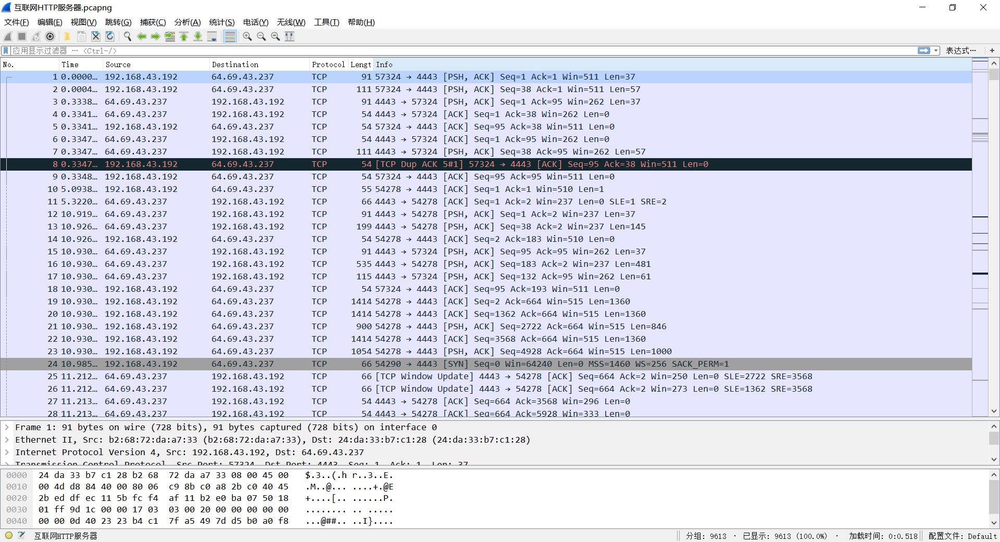 互联网HTTP服务器.pcapng
文件(F) 编辑(E) 视图(V) 跳转(G) 捕获(C) 分析(A) 统计(S) 电话(Y) 无线(W) 工具(T) 帮助(H)
应用显示过滤器 … <Ctrl-/> 表达式… +
No. Time Source Destination Protocol Lengt Info
1 0.0000… 192.168.43.192 64.69.43.237 TCP 91 57324 → 4443 [PSH, ACK] Seq=1 Ack=1 Win=511 Len=37
2 0.0004… 192.168.43.192 64.69.43.237 TCP 111 57324 → 4443 [PSH, ACK] Seq=38 Ack=1 Win=511 Len=57
3 0.3338… 64.69.43.237 192.168.43.192 TCP 91 4443 → 57324 [PSH, ACK] Seq=1 Ack=95 Win=262 Len=37
4 0.3341… 64.69.43.237 192.168.43.192 TCP 54 4443 → 57324 [ACK] Seq=1 Ack=38 Win=262 Len=0
5 0.3341… 192.168.43.192 64.69.43.237 TCP 54 57324 → 4443 [ACK] Seq=95 Ack=38 Win=511 Len=0
6 0.3347… 64.69.43.237 192.168.43.192 TCP 54 4443 → 57324 [ACK] Seq=1 Ack=95 Win=262 Len=0
7 0.3347… 64.69.43.237 192.168.43.192 TCP 111 4443 → 57324 [PSH, ACK] Seq=38 Ack=95 Win=262 Len=57
8 0.3347… 192.168.43.192 64.69.43.237 TCP 54 [TCP Dup ACK 5#1] 57324 → 4443 [ACK] Seq=95 Ack=38 Win=511 Len=0
9 0.3348… 192.168.43.192 64.69.43.237 TCP 54 57324 → 4443 [ACK] Seq=95 Ack=95 Win=511 Len=0
10 5.0938… 192.168.43.192 64.69.43.237 TCP 55 54278 → 4443 [ACK] Seq=1 Ack=1 Win=510 Len=1
11 5.3220… 64.69.43.237 192.168.43.192 TCP 66 4443 → 54278 [ACK] Seq=1 Ack=2 Win=237 Len=0 SLE=1 SRE=2
12 10.919… 64.69.43.237 192.168.43.192 TCP 91 4443 → 54278 [PSH, ACK] Seq=1 Ack=2 Win=237 Len=37
13 10.926… 64.69.43.237 192.168.43.192 TCP 199 4443 → 54278 [PSH, ACK] Seq=38 Ack=2 Win=237 Len=145
14 10.926… 192.168.43.192 64.69.43.237 TCP 54 54278 → 4443 [ACK] Seq=2 Ack=183 Win=510 Len=0
15 10.930… 64.69.43.237 192.168.43.192 TCP 91 4443 → 57324 [PSH, ACK] Seq=95 Ack=95 Win=262 Len=37
16 10.930… 64.69.43.237 192.168.43.192 TCP 535 4443 → 54278 [PSH, ACK] Seq=183 Ack=2 Win=237 Len=481
17 10.930… 64.69.43.237 192.168.43.192 TCP 115 4443 → 57324 [PSH, ACK] Seq=132 Ack=95 Win=262 Len=61
18 10.930… 192.168.43.192 64.69.43.237 TCP 54 57324 → 4443 [ACK] Seq=95 Ack=193 Win=511 Len=0
19 10.930… 192.168.43.192 64.69.43.237 TCP 1414 54278 → 4443 [ACK] Seq=2 Ack=664 Win=515 Len=1360
20 10.930… 192.168.43.192 64.69.43.237 TCP 1414 54278 → 4443 [ACK] Seq=1362 Ack=664 Win=515 Len=1360
21 10.930… 192.168.43.192 64.69.43.237 TCP 900 54278 → 4443 [PSH, ACK] Seq=2722 Ack=664 Win=515 Len=846
22 10.930… 192.168.43.192 64.69.43.237 TCP 1414 54278 → 4443 [ACK] Seq=3568 Ack=664 Win=515 Len=1360
23 10.930… 192.168.43.192 64.69.43.237 TCP 1054 54278 → 4443 [PSH, ACK] Seq=4928 Ack=664 Win=515 Len=1000
24 10.985… 192.168.43.192 64.69.43.237 TCP 66 54290 → 4443 [SYN] Seq=0 Win=64240 Len=0 MSS=1460 WS=256 SACK_PERM=1
25 11.212… 64.69.43.237 192.168.43.192 TCP 66 [TCP Window Update] 4443 → 54278 [ACK] Seq=664 Ack=2 Win=250 Len=0 SLE=2722 SRE=3568
26 11.212… 64.69.43.237 192.168.43.192 TCP 66 [TCP Window Update] 4443 → 54278 [ACK] Seq=664 Ack=2 Win=273 Len=0 SLE=1362 SRE=3568
27 11.213… 64.69.43.237 192.168.43.192 TCP 54 4443 → 54278 [ACK] Seq=664 Ack=3568 Win=296 Len=0
28 11.213… 64.69.43.237 192.168.43.192 TCP 54 4443 → 54278 [ACK] Seq=664 Ack=5928 Win=333 Len=0
Frame 1: 91 bytes on wire (728 bits), 91 bytes captured (728 bits) on interface 0
Ethernet II, Src: b2:68:72:da:a7:33 (b2:68:72:da:a7:33), Dst: 24:da:33:b7:c1:28 (24:da:33:b7:c1:28)
Internet Protocol Version 4, Src: 192.168.43.192, Dst: 64.69.43.237
Transmission Control Protocol, Src Port: 57324, Dst Port: 4443, Seq: 1, Ack: 1, Len: 37
0000 24 da 33 b7 c1 28 b2 68 72 da a7 33 08 00 45 00 $.3..(.h r..3..E.
0010 00 4d d8 84 40 00 80 06 c9 8b c0 a8 2b c0 40 45 .M..@... ....+.@E
0020 2b ed df ec 11 5b fc f4 af 11 b2 e0 ba 07 50 18 +....[.. ......P.
0030 01 ff 9d 1c 00 00 17 03 03 00 20 00 00 00 00 00 ........ .. .....
0040 00 00 0d 40 23 23 b4 c1 7f a5 49 7d d5 b0 a0 f8 ...@##.. ..I}....
互联网HTTP服务器 分组: 9613 · 已显示: 9613 (100.0%) · 加载时间: 0:0.518 配置文件: Default